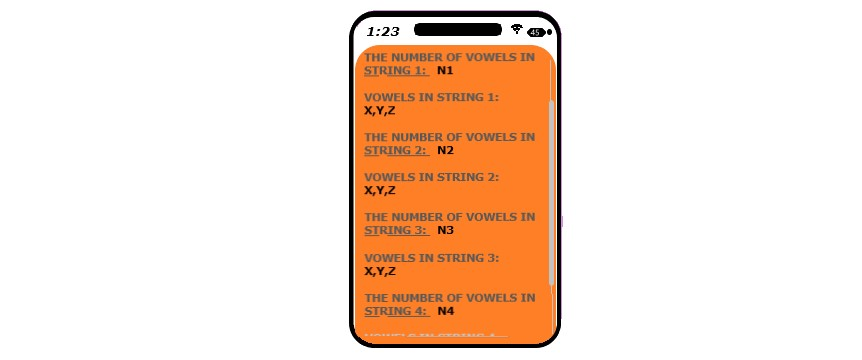 1:23
45
THE NUMBER OF VOWELS IN
STRING 1: N1
VOWELS IN STRING 1:
X,Y,Z
THE NUMBER OF VOWELS IN
STRING 2: N2
VOWELS IN STRING 2:
X,Y,Z
THE NUMBER OF VOWELS IN
STRING 3: N3
VOWELS IN STRING 3:
X,Y,Z
THE NUMBER OF VOWELS IN
STRING 4: N4